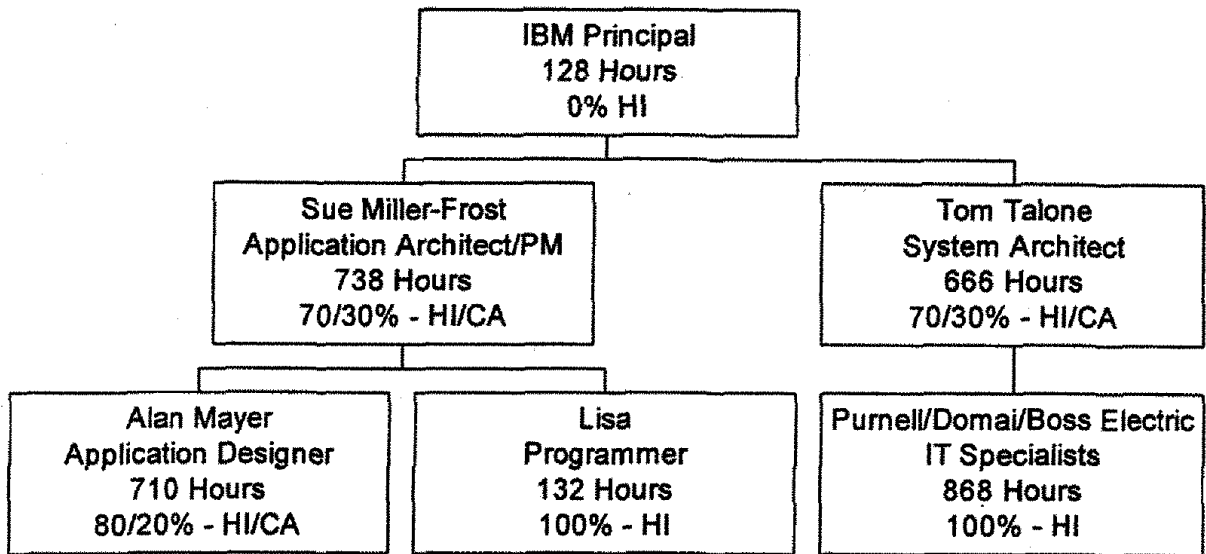 IBM Principal
128 Hours
0% HI
Sue Miller-Frost
Application Architect/PM
738 Hours
70/30% - HI/CA
Tom Talone
System Architect
666 Hours
70/30% - HI/CA
Alan Mayer
Application Designer
710 Hours
80/20% - HI/CA
Lisa
Programmer
132 Hours
100% - HI
Purnell/Domai/Boss Electric
IT Specialists
868 Hours
100% - HI